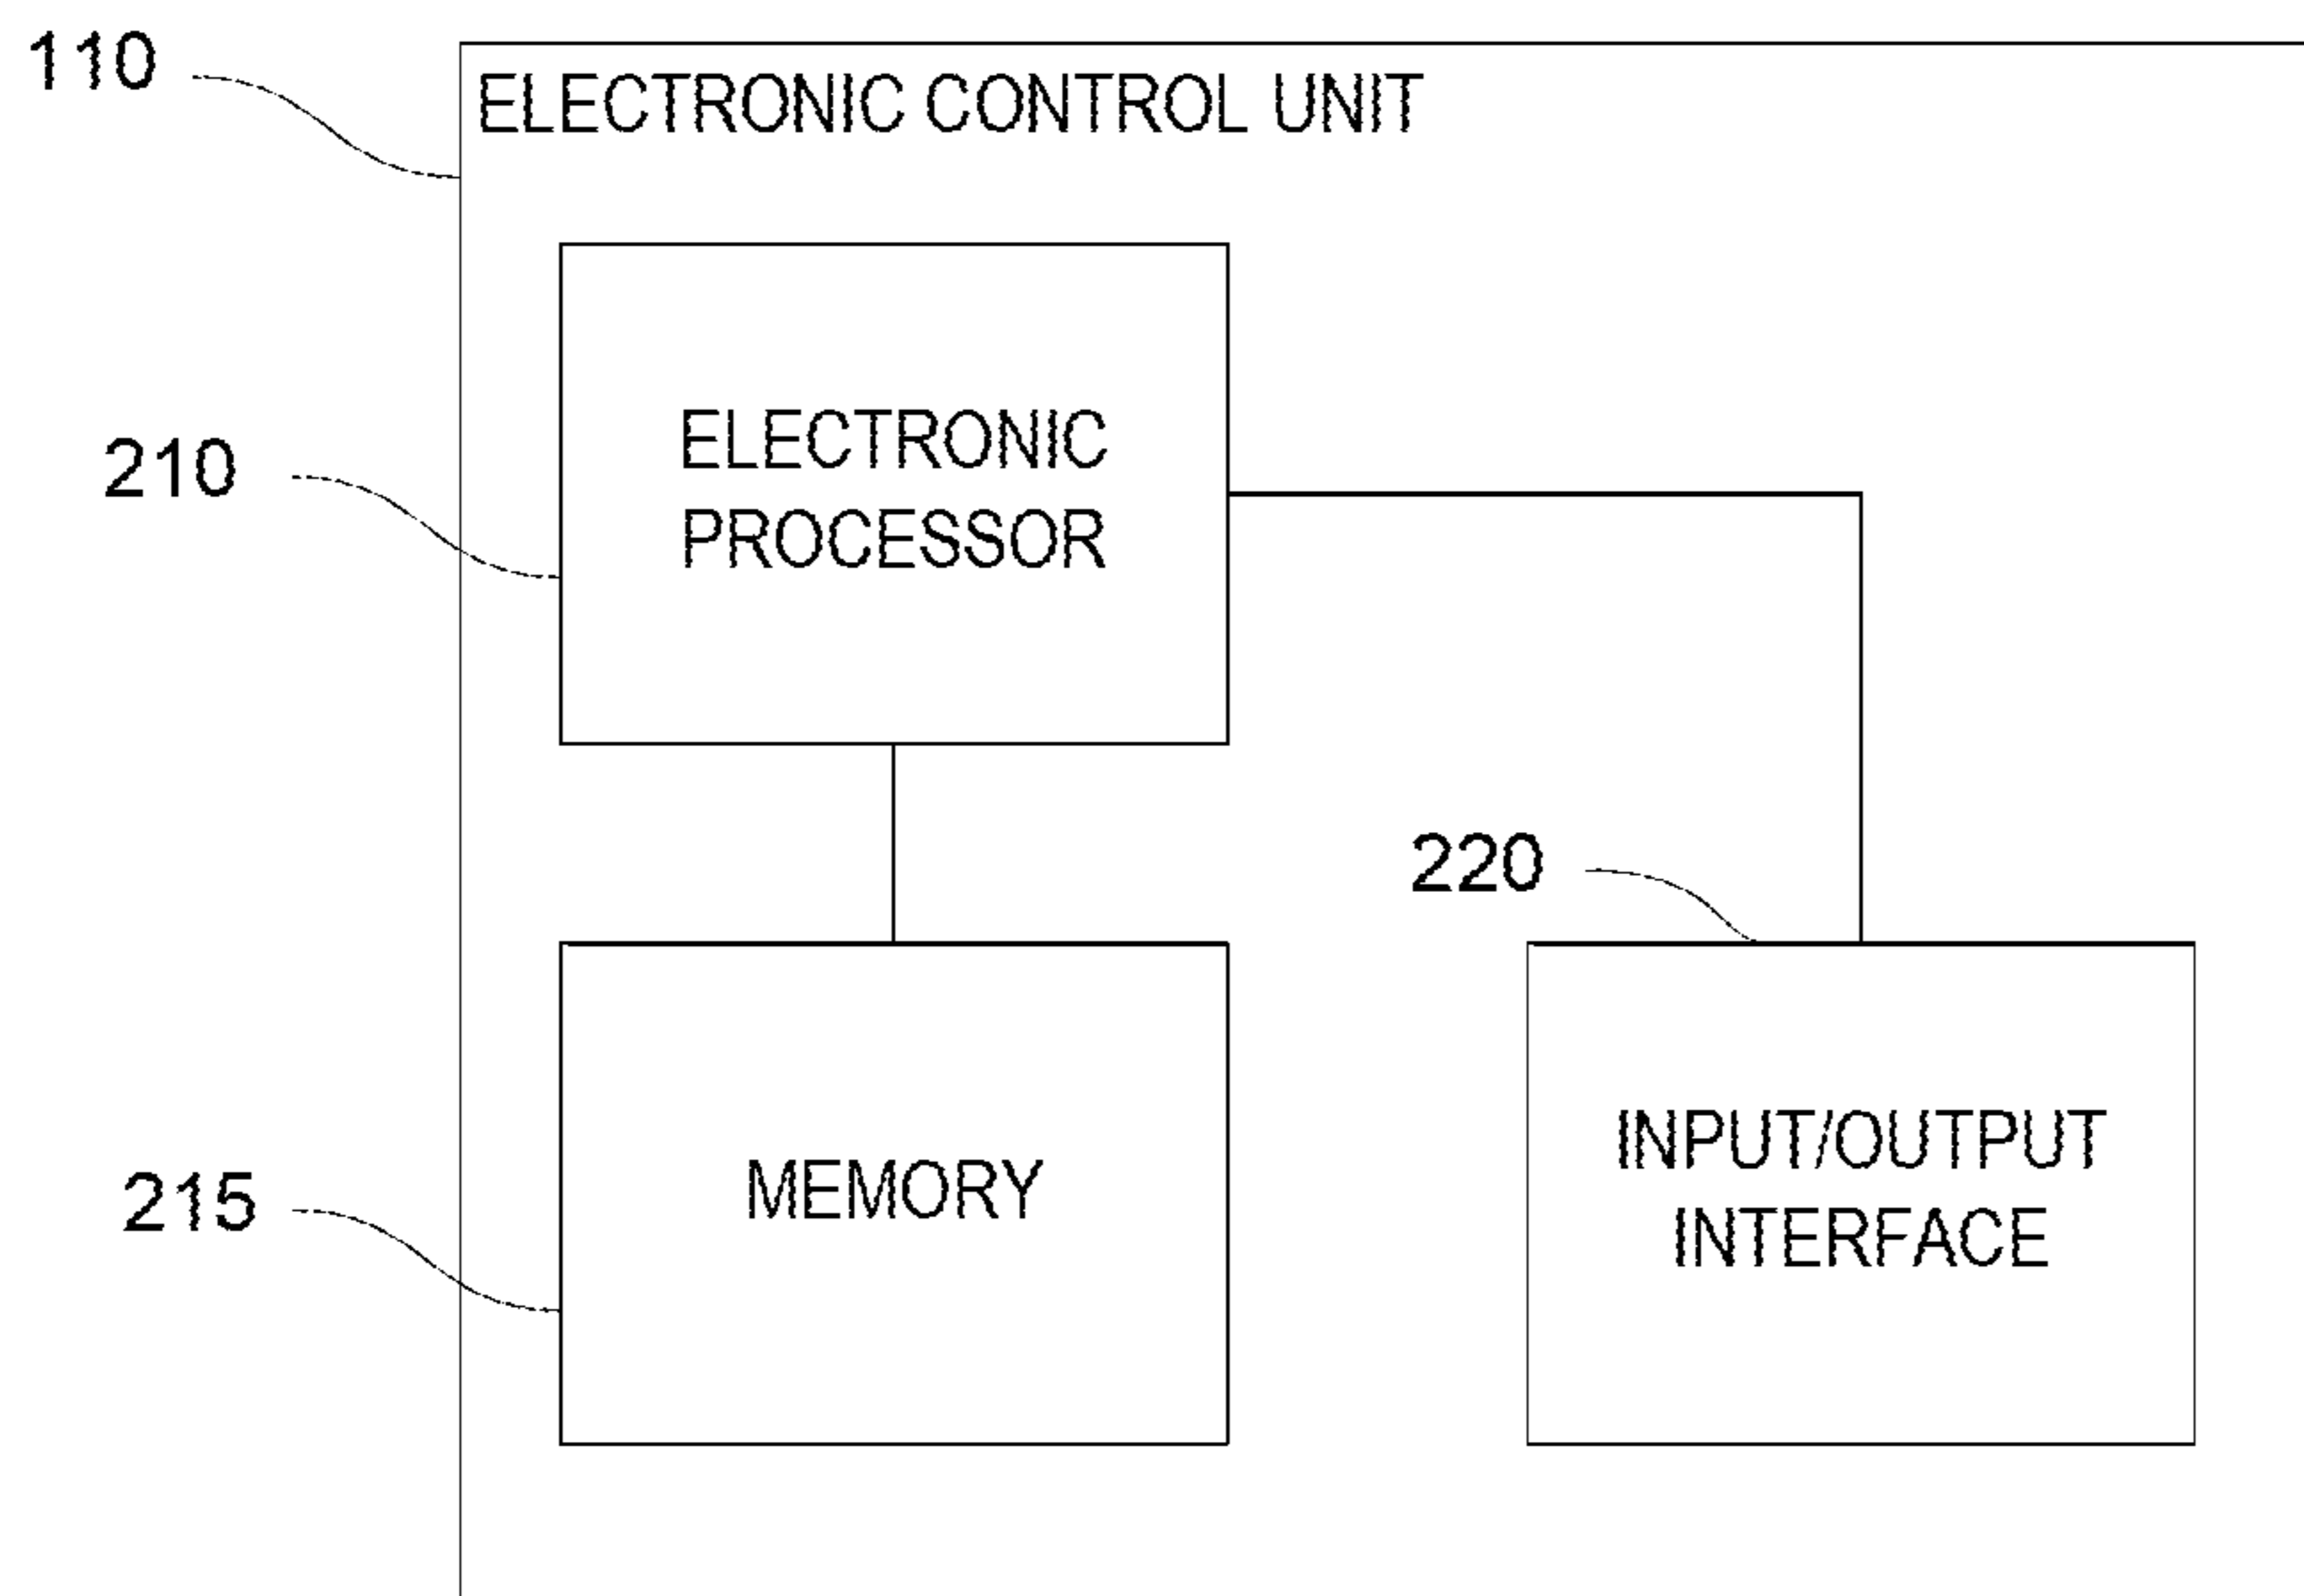 110
ELECTRONIC CONTROL UNIT
210
ELECTRONIC
PROCESSOR
220
215
MEMORY
INPUT/OUTPUT
INTERFACE